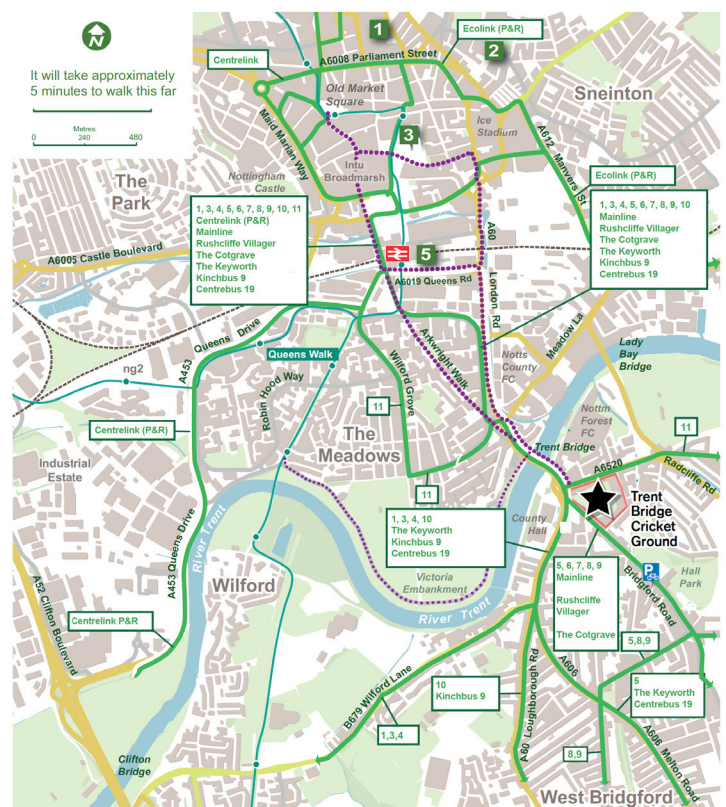 N
It will take approximately
5 minutes to walk this far
Metres
0 240 480
1
2
Ecolink (P&R)
Centrelink
A6008 Parliament Street
Old Market
Square
Sneinton
3
Ice
Stadium
Maid Marian Way
Intu
Broadmarsh
A612 Manvers St
Nottingham
Castle
The
Park
Ecolink (P&R)
1, 3, 4, 5, 6, 7, 8, 9, 10, 11
Centrelink (P&R)
Mainline
Rushcliffe Villager
The Cotgrave
The Keyworth
Kinchbus 9
Centrebus 19
1, 3, 4, 5, 6, 7, 8, 9, 10
Mainline
Rushcliffe Villager
The Cotgrave
The Keyworth
Kinchbus 9
Centrebus 19
A60
London Rd
A6005 Castle Boulevard
5
A6019 Queens Rd
Meadow La
Lady
Bay
Bridge
A453 Queens Drive
Queens Walk
Arkwright Walk
Notts
County
FC
ng2
Robin Hood Way
Wilford Grove
11
Nottm
Forest
FC
Centrelink (P&R)
The
Meadows
Trent Bridge
11
A6520
Radcliffe Rd
Industrial
Estate
11
Trent
Bridge
Cricket
Ground
County
Hall
1, 3, 4, 10
The Keyworth
Kinchbus 9
Centrebus 19
A453 Queens Drive
River Trent
Wilford
Victoria
Embankment
River Trent
5, 6, 7, 8, 9
Mainline
Rushcliffe
Villager
The Cotgrave
P
Hall
Park
Bridgford Road
A52 Clifton Boulevard
Centrelink P&R
5,8,9
B679 Wilford Lane
10
Kinchbus 9
A60 Loughborough Rd
A606
5
The Keyworth
Centrebus 19
1,3,4
8,9
A606 Melton Road
Clifton
Bridge
West Bridgford